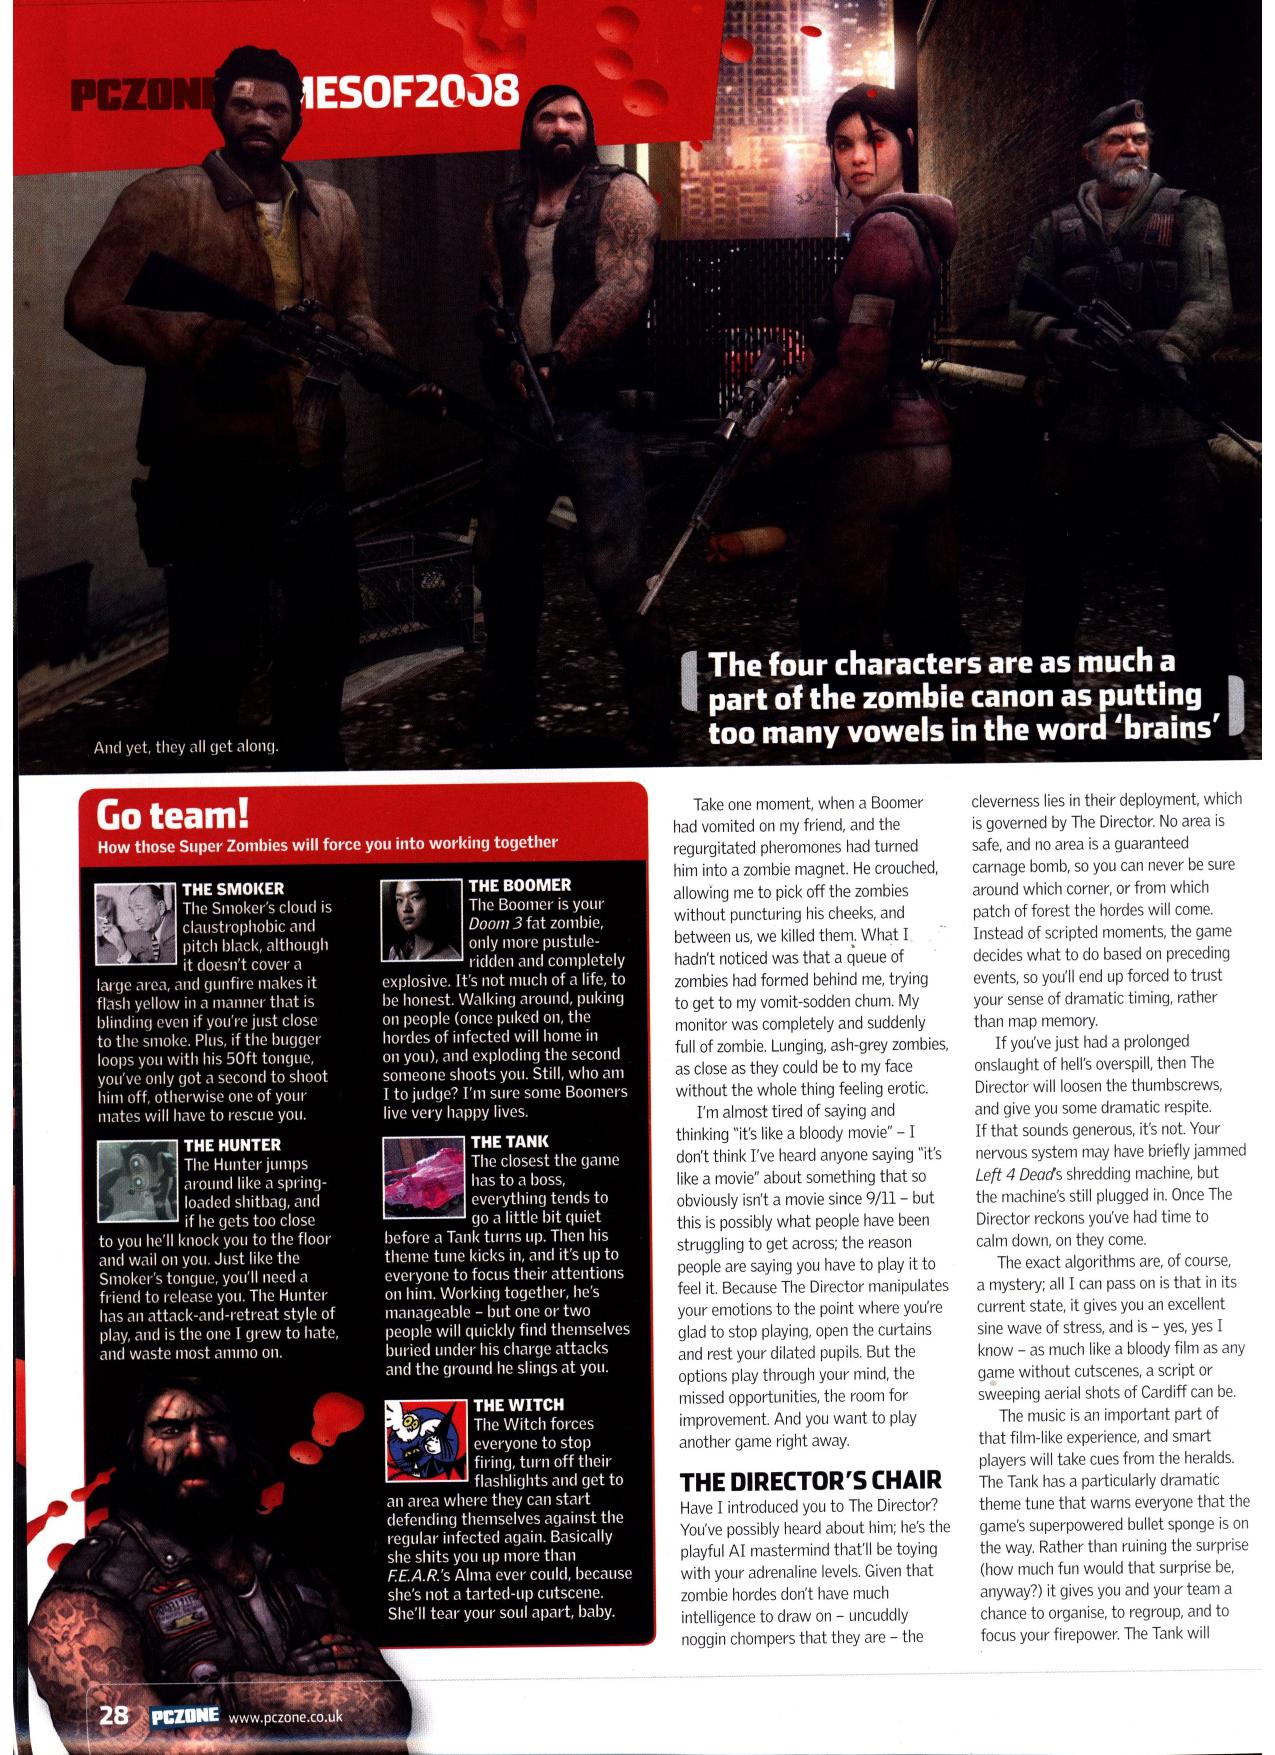 PCZONE GAMESOF2008
The four characters are as much a
part of the zombie canon as putting
too many vowels in the word ‘brains’
And yet, they all get along.
Go team!
How those Super Zombies will force you into working together
THE SMOKER
The Smoker's cloud is
claustrophobic and
pitch black, although
it doesn't cover a
large area, and gunfire makes it
flash yellow in a manner that is
blinding even if you're just close
to the smoke. Plus, if the bugger
loops you with his 50ft tongue,
you've only got a second to shoot
him off, otherwise one of your
mates will have to rescue you.
THE HUNTER
The Hunter jumps
around like a spring-
loaded shitbag, and
if he gets too close
to you he'll knock you to the floor
and wail on you. Just like the
Smoker's tongue, you'll need a
friend to release you. The Hunter
has an attack-and-retreat style of
play, and is the one I grew to hate,
and waste most ammo on.
THE BOOMER
The Boomer is your
Doom 3 fat zombie,
only more pustule-
ridden and completely
explosive. It's not much of a life, to
be honest. Walking around, puking
on people (once puked on, the
hordes of infected will home in
on you), and exploding the second
someone shoots you. Still, who am
I to judge? I'm sure some Boomers
live very happy lives.
THE TANK
The closest the game
has to a boss,
everything tends to
go a little bit quiet
before a Tank turns up. Then his
theme tune kicks in, and it's up to
everyone to focus their attentions
on him. Working together, he's
manageable – but one or two
people will quickly find themselves
buried under his charge attacks
and the ground he slings at you.
THE WITCH
The Witch forces
everyone to stop
firing, turn off their
flashlights and get to
an area where they can start
defending themselves against the
regular infected again. Basically
she shits you up more than
F.E.A.R.'s Alma ever could, because
she's not a tarted-up cutscene.
She'll tear your soul apart, baby.
Take one moment, when a Boomer
had vomited on my friend, and the
regurgitated pheromones had turned
him into a zombie magnet. He crouched,
allowing me to pick off the zombies
without puncturing his cheeks, and
between us, we killed them. What I
hadn't noticed was that a queue of
zombies had formed behind me, trying
to get to my vomit-sodden chum. My
monitor was completely and suddenly
full of zombie. Lunging, ash-grey zombies,
as close as they could be to my face
without the whole thing feeling erotic.
I'm almost tired of saying and
thinking “it's like a bloody movie” – I
don't think I've heard anyone saying “it's
like a movie” about something that so
obviously isn't a movie since 9/11 – but
this is possibly what people have been
struggling to get across; the reason
people are saying you have to play it to
feel it. Because The Director manipulates
your emotions to the point where you're
glad to stop playing, open the curtains
and rest your dilated pupils. But the
options play through your mind, the
missed opportunities, the room for
improvement. And you want to play
another game right away.
THE DIRECTOR'S CHAIR
Have I introduced you to The Director?
You've possibly heard about him; he's the
playful AI mastermind that'll be toying
with your adrenaline levels. Given that
zombie hordes don't have much
intelligence to draw on – uncuddly
noggin chompers that they are – the
cleverness lies in their deployment, which
is governed by The Director. No area is
safe, and no area is a guaranteed
carnage bomb, so you can never be sure
around which corner, or from which
patch of forest the hordes will come.
Instead of scripted moments, the game
decides what to do based on preceding
events, so you'll end up forced to trust
your sense of dramatic timing, rather
than map memory.
If you've just had a prolonged
onslaught of hell's overspill, then The
Director will loosen the thumbscrews,
and give you some dramatic respite.
If that sounds generous, it's not. Your
nervous system may have briefly jammed
Left 4 Dead's shredding machine, but
the machine's still plugged in. Once The
Director reckons you've had time to
calm down, on they come.
The exact algorithms are, of course,
a mystery; all I can pass on is that in its
current state, it gives you an excellent
sine wave of stress, and is – yes, yes I
know – as much like a bloody film as any
game without cutscenes, a script or
sweeping aerial shots of Cardiff can be.
The music is an important part of
that film-like experience, and smart
players will take cues from the heralds.
The Tank has a particularly dramatic
theme tune that warns everyone that the
game's superpowered bullet sponge is on
the way. Rather than ruining the surprise
(how much fun would that surprise be,
anyway?) it gives you and your team a
chance to organise, to regroup, and to
focus your firepower. The Tank will
28 PCZONE www.pczone.co.uk